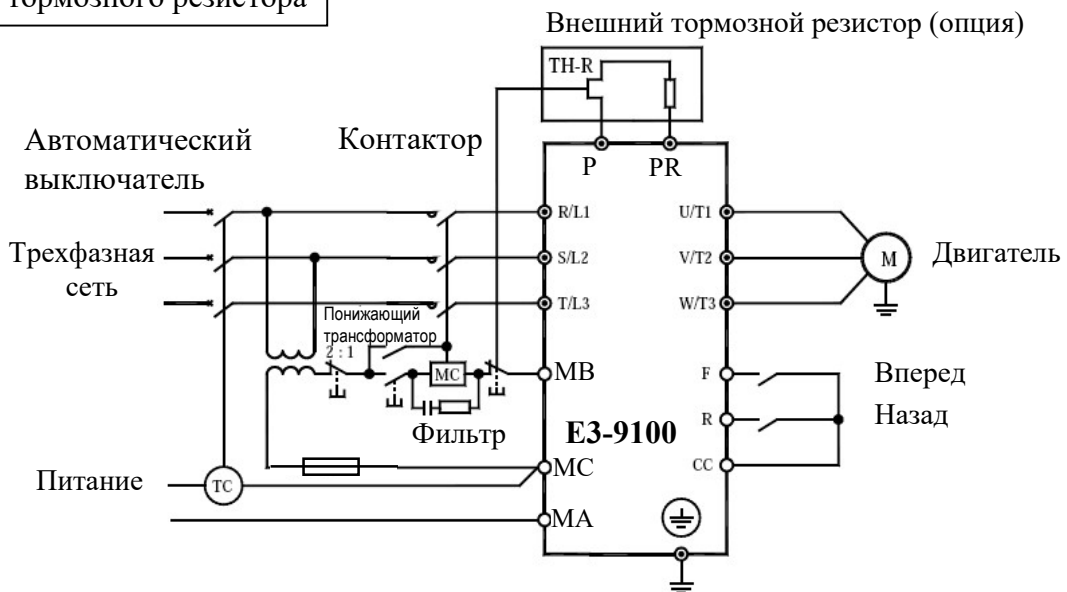 тормозного резистора
Внешний тормозной резистор (опция)
TH-R
Автоматический
выключатель
Контактор
P
PR
R/L1
U/T1
Трехфазная
сеть
S/L2
V/T2
M
Двигатель
T/L3
W/T3
Понижающий
трансформатор
2 : 1
MC
MB
F
Вперед
Фильтр
E3-9100
R
Назад
MC
CC
Питание
TC
MA